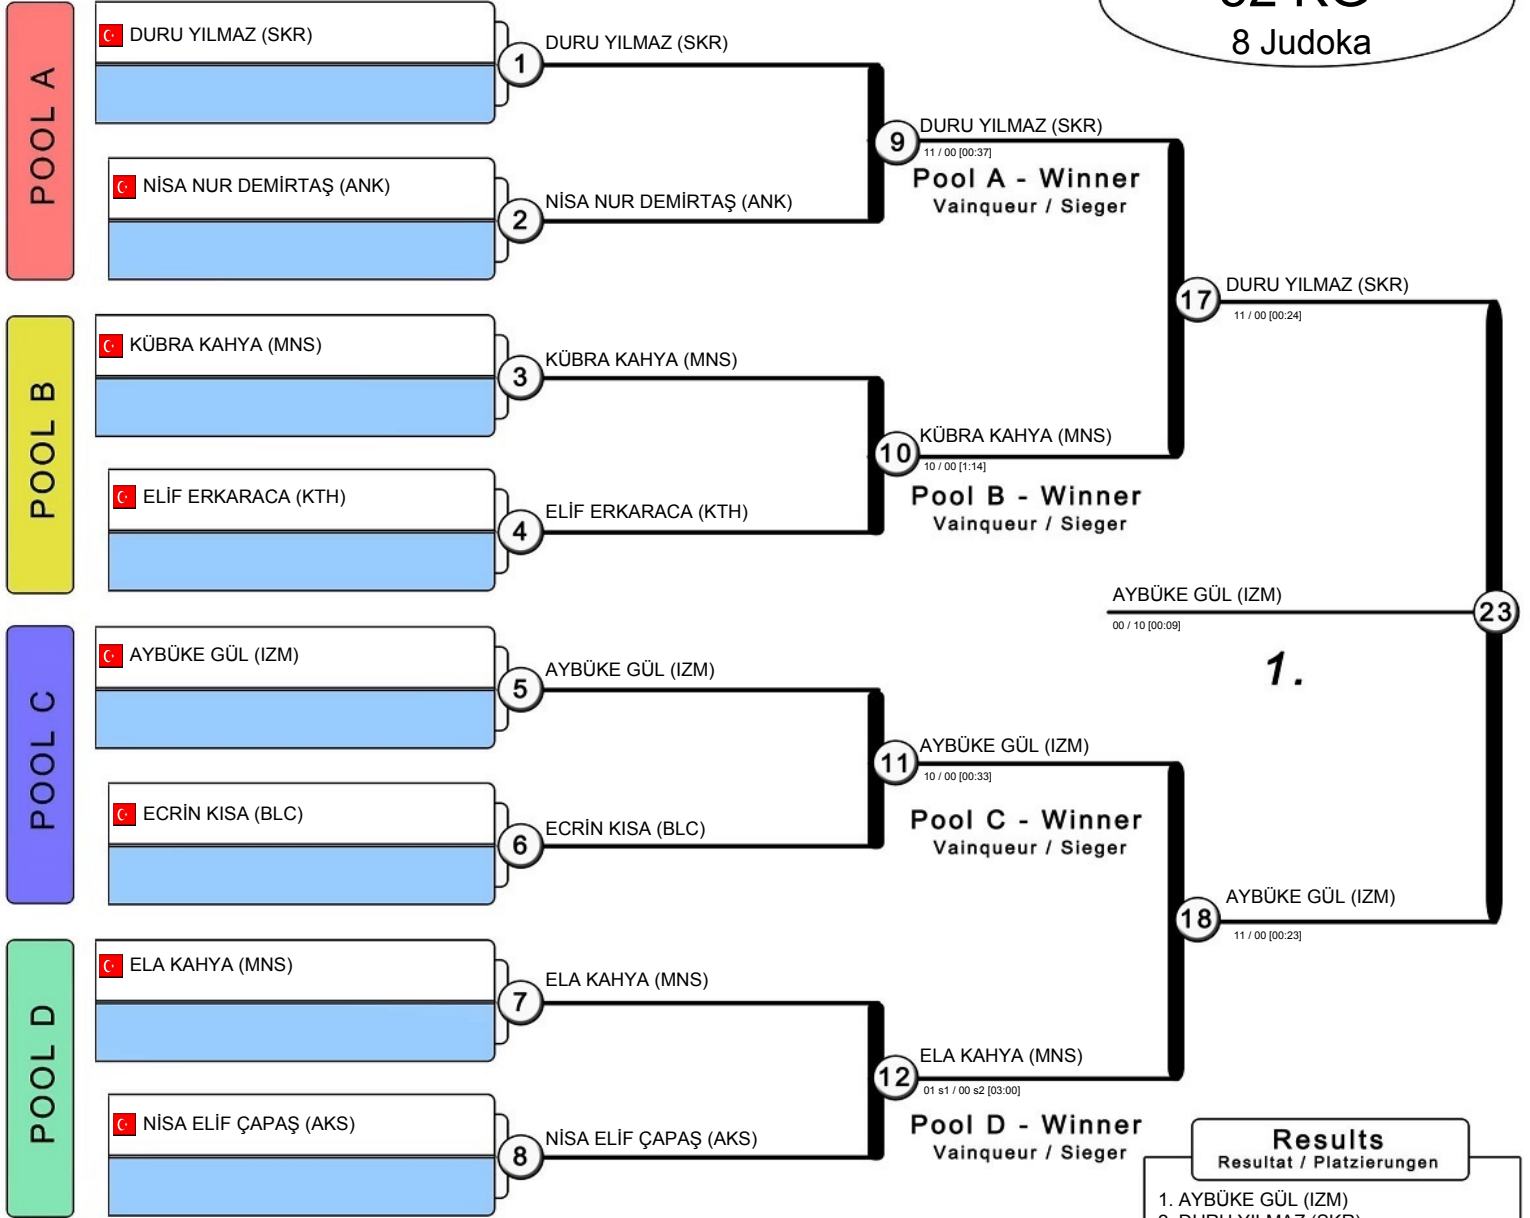 8 Judoka
POOL A
DURU YILMAZ (SKR)
1
DURU YILMAZ (SKR)
NİSA NUR DEMİRTAŞ (ANK)
2
NİSA NUR DEMİRTAŞ (ANK)
9
DURU YILMAZ (SKR)
11 / 00 [00:37]
Pool A - Winner
Vainqueur / Sieger
POOL B
KÜBRA KAHYA (MNS)
3
KÜBRA KAHYA (MNS)
ELİF ERKARACA (KTH)
4
ELİF ERKARACA (KTH)
10
KÜBRA KAHYA (MNS)
10 / 00 [1:14]
Pool B - Winner
Vainqueur / Sieger
17
DURU YILMAZ (SKR)
11 / 00 [00:24]
AYBÜKE GÜL (IZM)
00 / 10 [00:09]
23
1.
POOL C
AYBÜKE GÜL (IZM)
5
AYBÜKE GÜL (IZM)
ECRİN KISA (BLC)
6
ECRİN KISA (BLC)
11
AYBÜKE GÜL (IZM)
10 / 00 [00:33]
Pool C - Winner
Vainqueur / Sieger
18
AYBÜKE GÜL (IZM)
11 / 00 [00:23]
POOL D
ELA KAHYA (MNS)
7
ELA KAHYA (MNS)
NİSA ELİF ÇAPAŞ (AKS)
8
NİSA ELİF ÇAPAŞ (AKS)
12
ELA KAHYA (MNS)
01 s1 / 00 s2 [03:00]
Pool D - Winner
Vainqueur / Sieger
Results
Resultat / Platzierungen
1. AYBÜKE GÜL (IZM)
2. DURU YILMAZ (SKR)